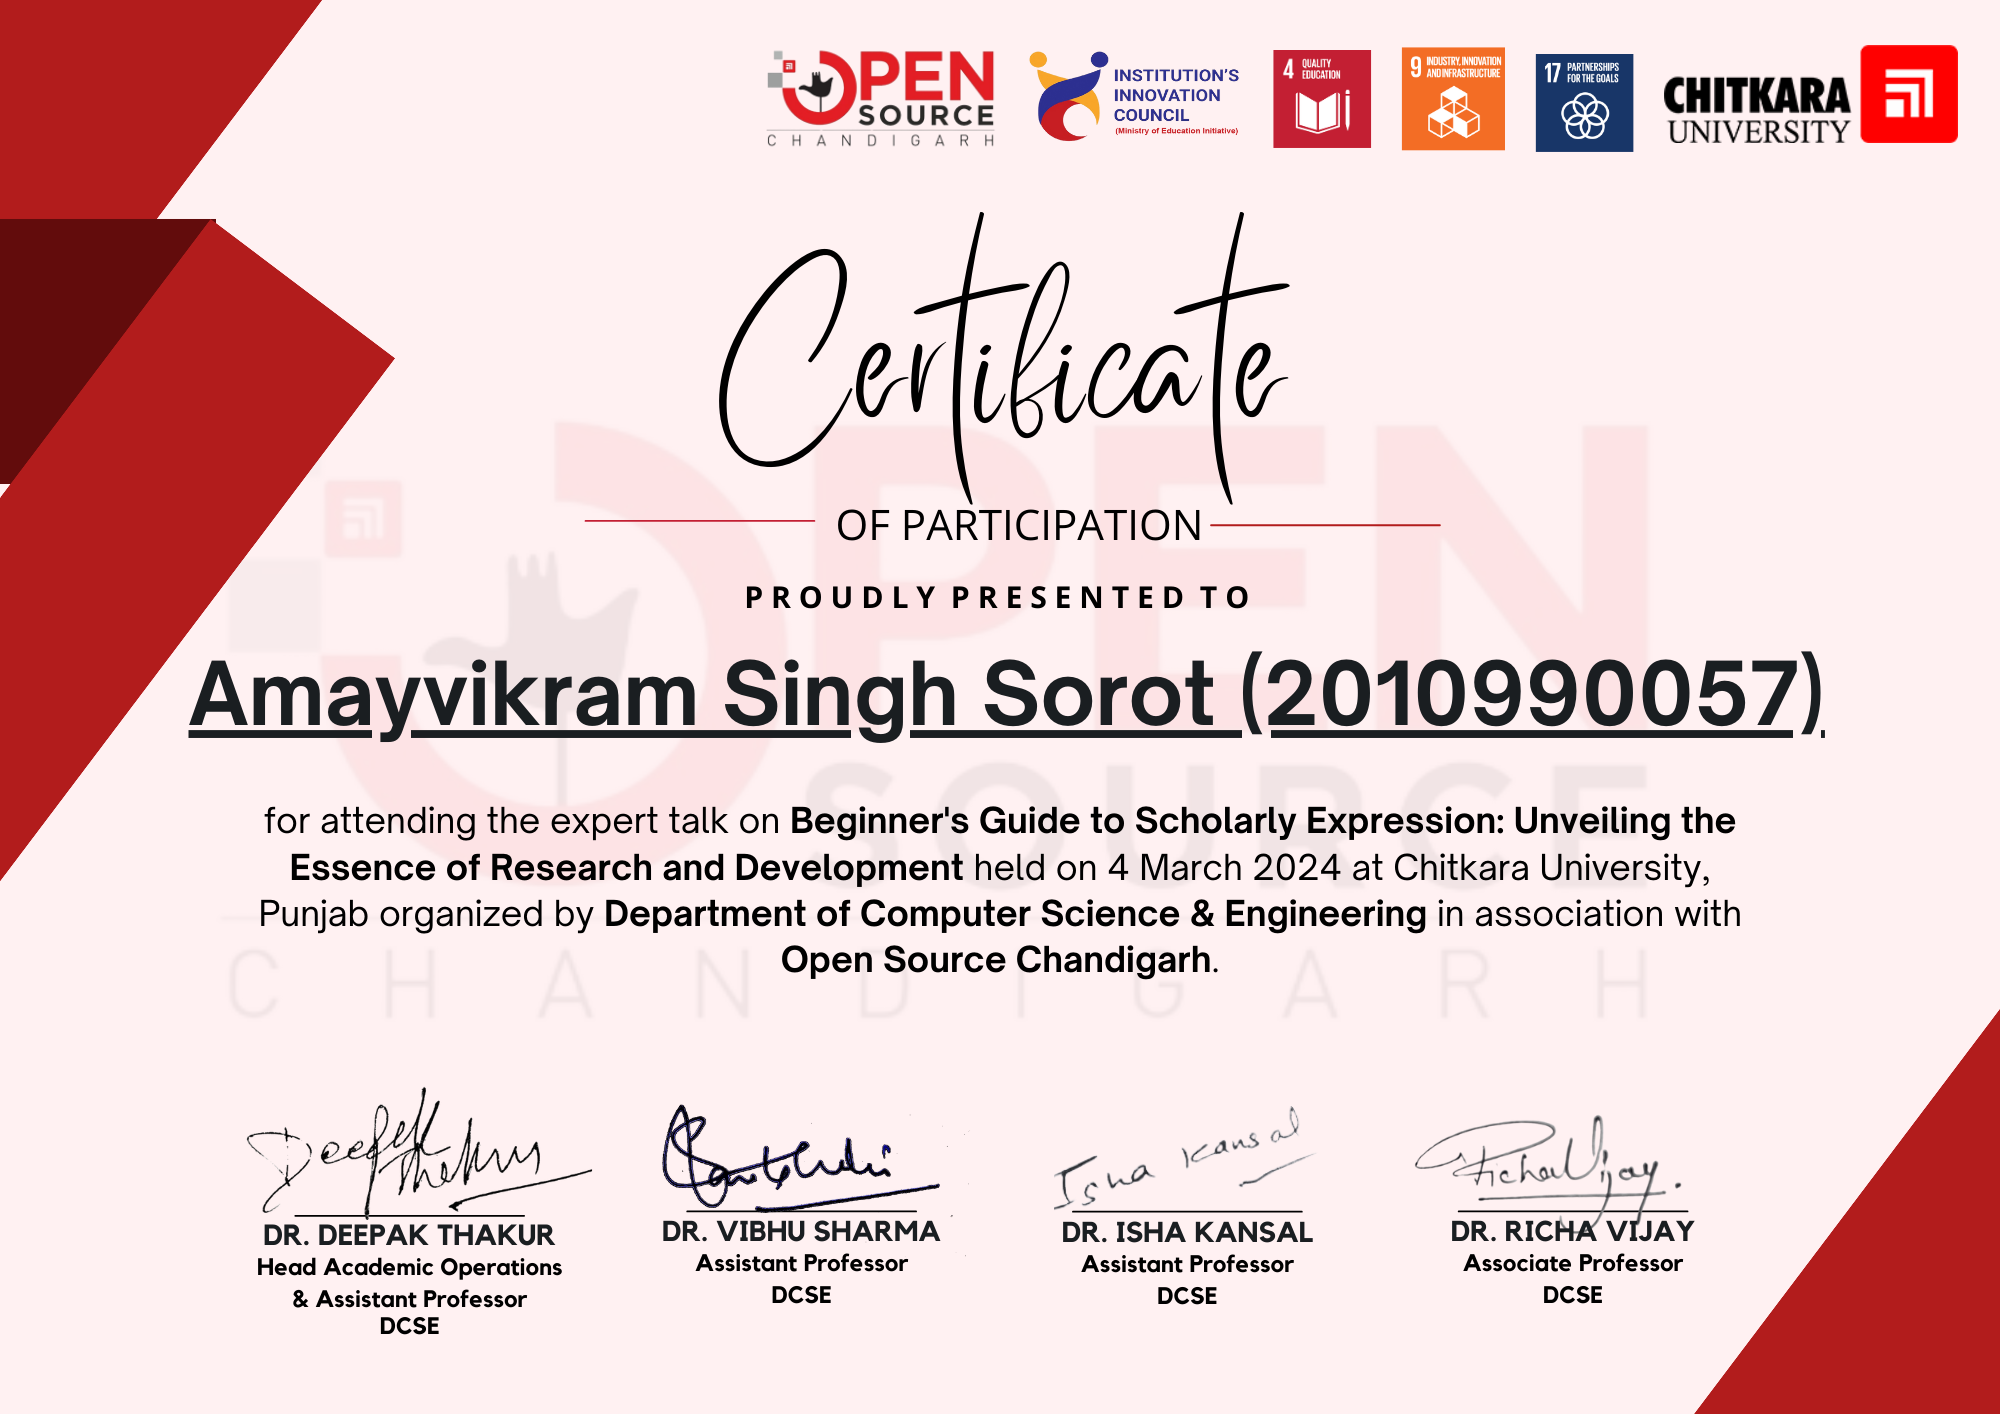 OPEN
SOURCE
CHANDIGARH
INSTITUTION'S
INNOVATION
COUNCIL
(Ministry of Education Initiative)
4 QUALITY
EDUCATION
9 INDUSTRY, INNOVATION
AND INFRASTRUCTURE
17 PARTNERSHIPS
FOR THE GOALS
CHITKARA
UNIVERSITY
Certificate
OF PARTICIPATION
PROUDLY PRESENTED TO
Amayvikram Singh Sorot (2010990057)
for attending the expert talk on Beginner's Guide to Scholarly Expression: Unveiling the
Essence of Research and Development held on 4 March 2024 at Chitkara University,
Punjab organized by Department of Computer Science & Engineering in association with
Open Source Chandigarh.
OPEN
SOURCE
CHANDIGARH
Deepak Thakur
DR. DEEPAK THAKUR
Head Academic Operations
& Assistant Professor
DCSE
DR. VIBHU SHARMA
Assistant Professor
DCSE
Isha Kansal
DR. ISHA KANSAL
Assistant Professor
DCSE
Richa Vijay.
DR. RICHA VIJAY
Associate Professor
DCSE